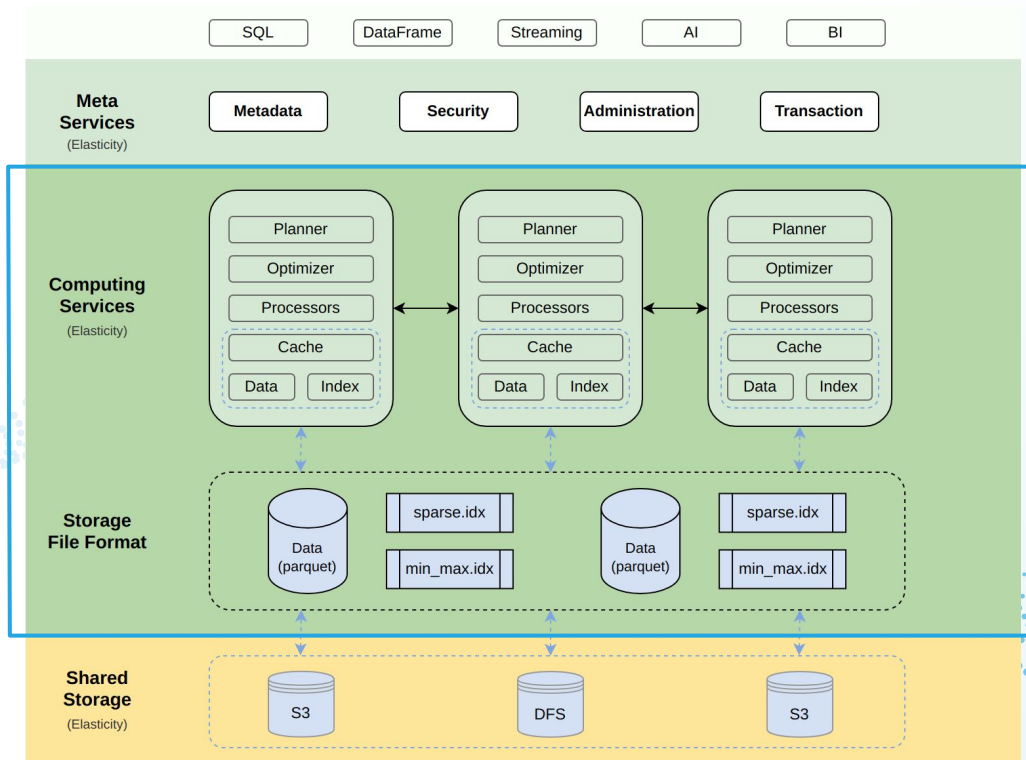 SQL DataFrame Streaming AI BI
Meta
Services
(Elasticity)
Metadata Security Administration Transaction
Computing
Services
(Elasticity)
Planner Planner Planner
Optimizer Optimizer Optimizer
Processors Processors Processors
Cache Cache Cache
Data Index Data Index Data Index
Storage
File Format
Data
(parquet)
sparse.idx
min_max.idx
Data
(parquet)
sparse.idx
min_max.idx
Shared
Storage
(Elasticity)
S3 DFS S3